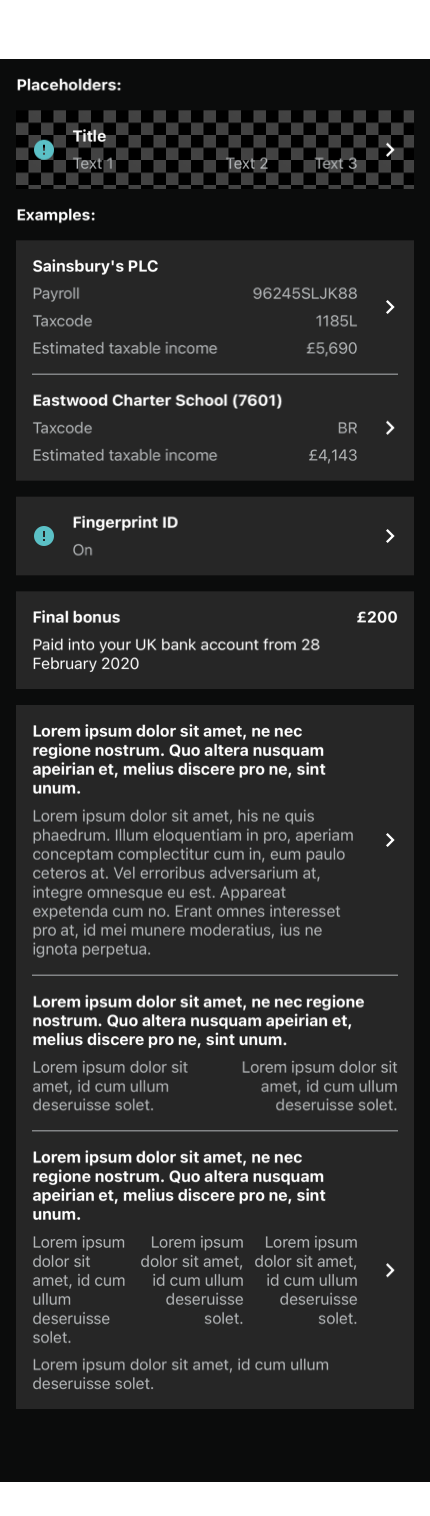 Placeholders:
Title
Text 1 Text 2 Text 3
Examples:
Sainsbury's PLC
Payroll 96245SLJK88
Taxcode 1185L
Estimated taxable income £5,690
Eastwood Charter School (7601)
Taxcode BR
Estimated taxable income £4,143
Fingerprint ID
On
Final bonus £200
Paid into your UK bank account from 28
February 2020
Lorem ipsum dolor sit amet, ne nec
regione nostrum. Quo altera nusquam
apeirian et, melius discere pro ne, sint
unum.
Lorem ipsum dolor sit amet, his ne quis
phaedrum. Illum eloquentiam in pro, aperiam
conceptam complectitur cum in, eum paulo
ceteros at. Vel erroribus adversarium at,
integre omnesque eu est. Appareat
expetenda cum no. Erant omnes interesset
pro at, id mei munere moderatius, ius ne
ignota perpetua.
Lorem ipsum dolor sit amet, ne nec regione
nostrum. Quo altera nusquam apeirian et,
melius discere pro ne, sint unum.
Lorem ipsum dolor sit
amet, id cum ullum
deseruisse solet.
Lorem ipsum dolor sit
amet, id cum ullum
deseruisse solet.
Lorem ipsum dolor sit amet, ne nec
regione nostrum. Quo altera nusquam
apeirian et, melius discere pro ne, sint
unum.
Lorem ipsum
dolor sit
amet, id cum
ullum
deseruisse
solet.
Lorem ipsum
dolor sit amet,
id cum ullum
deseruisse
solet.
Lorem ipsum
dolor sit amet,
id cum ullum
deseruisse
solet.
Lorem ipsum dolor sit amet, id cum ullum
deseruisse solet.